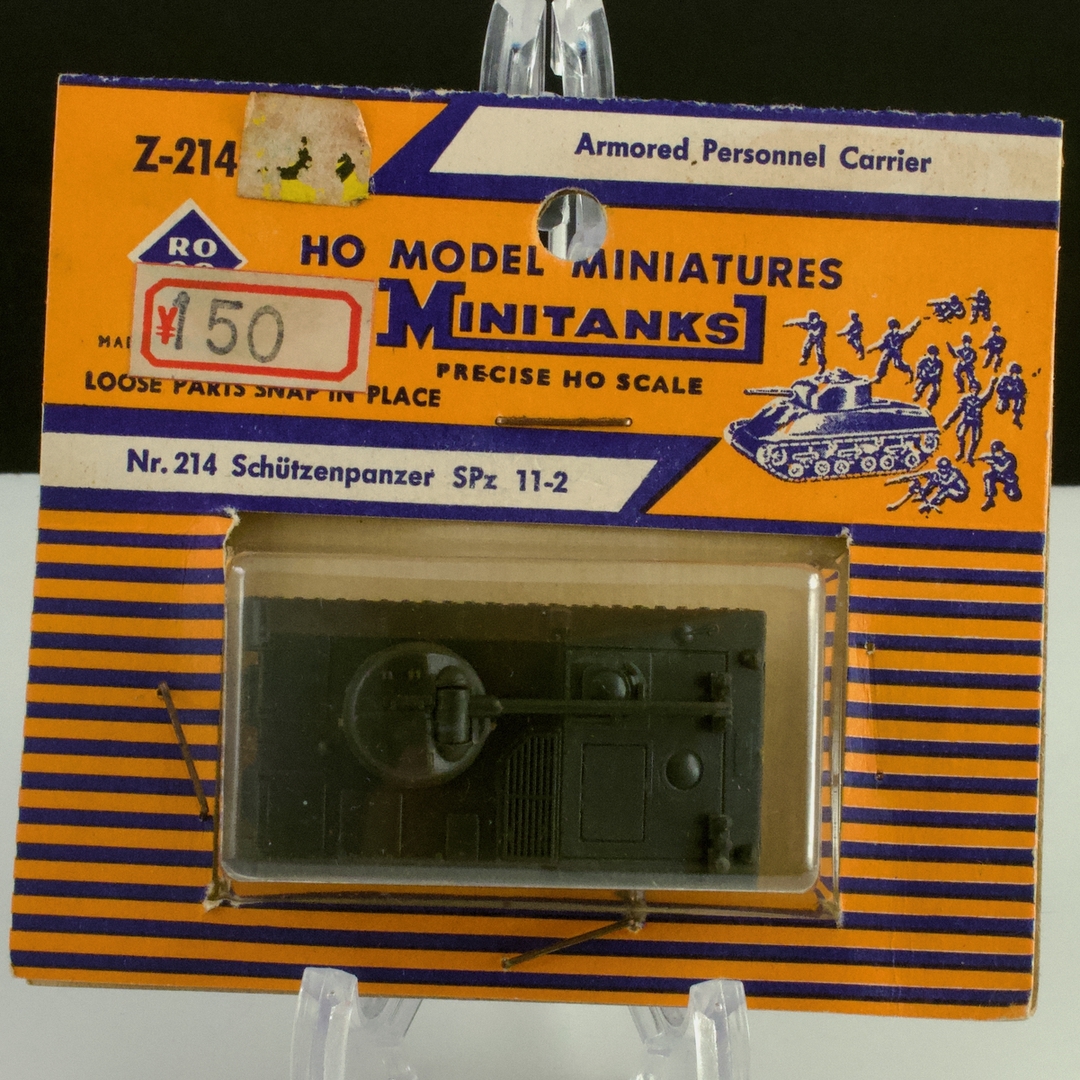 Z-214
Armored Personnel Carrier
RO
HO MODEL MINIATURES
MINITANKS
¥150
PRECISE HO SCALE
LOOSE PARTS SNAP IN PLACE
Nr. 214 Schützenpanzer SPz 11-2